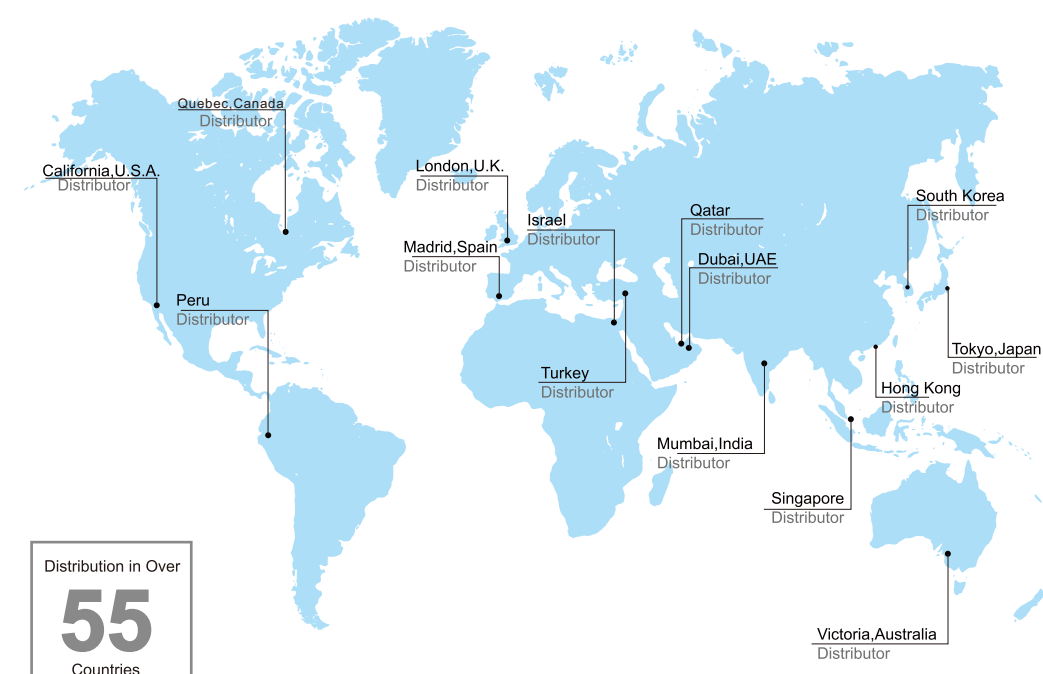 Quebec,Canada
Distributor
California,U.S.A.
Distributor
London,U.K.
Distributor
Israel
Distributor
Madrid,Spain
Distributor
Qatar
Distributor
Dubai,UAE
Distributor
South Korea
Distributor
Peru
Distributor
Turkey
Distributor
Tokyo,Japan
Distributor
Hong Kong
Distributor
Mumbai,India
Distributor
Singapore
Distributor
Victoria,Australia
Distributor
Distribution in Over
55
Countries